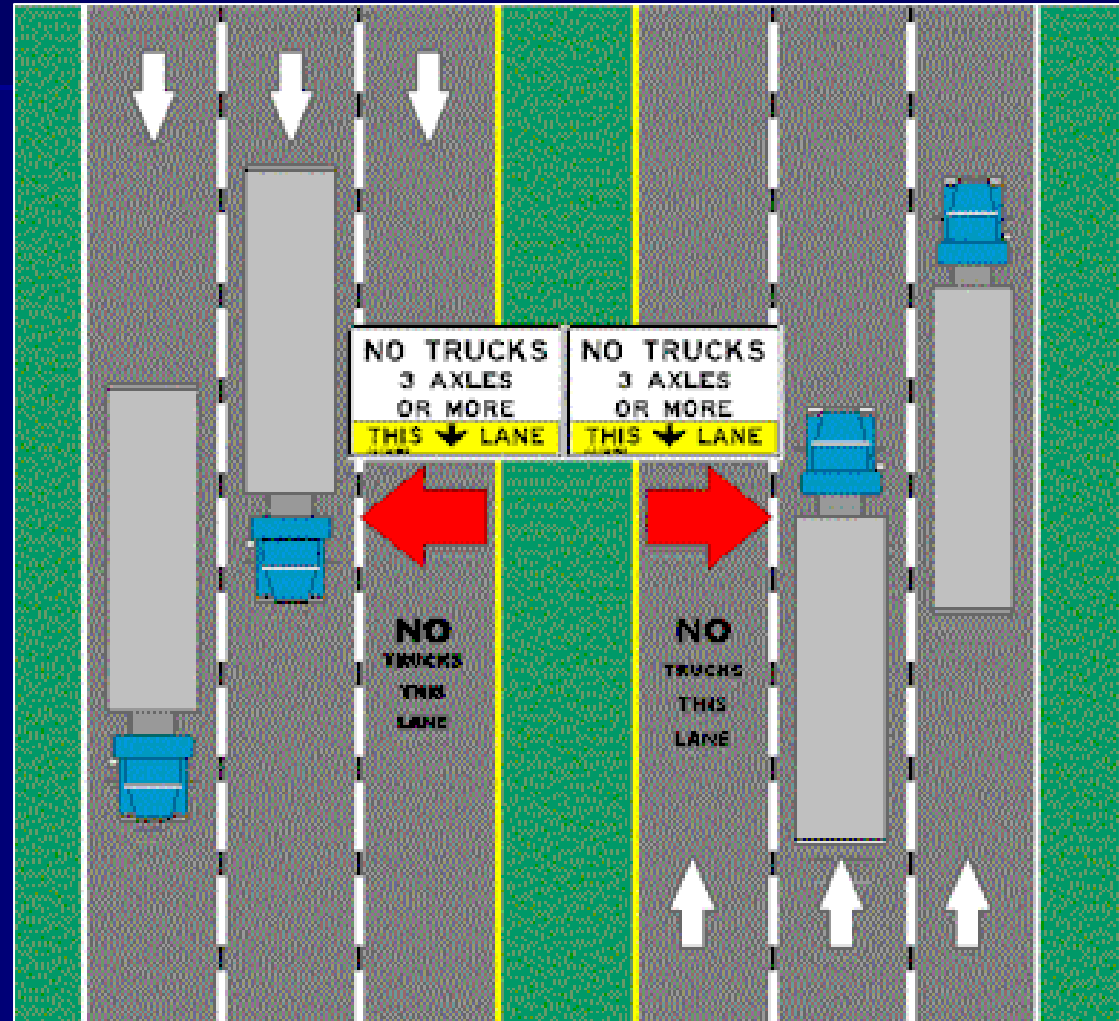 NO TRUCKS
3 AXLES
OR MORE
THIS LANE
NO TRUCKS
3 AXLES
OR MORE
THIS LANE
NO
TRUCKS
THIS
LANE
NO
TRUCKS
THIS
LANE